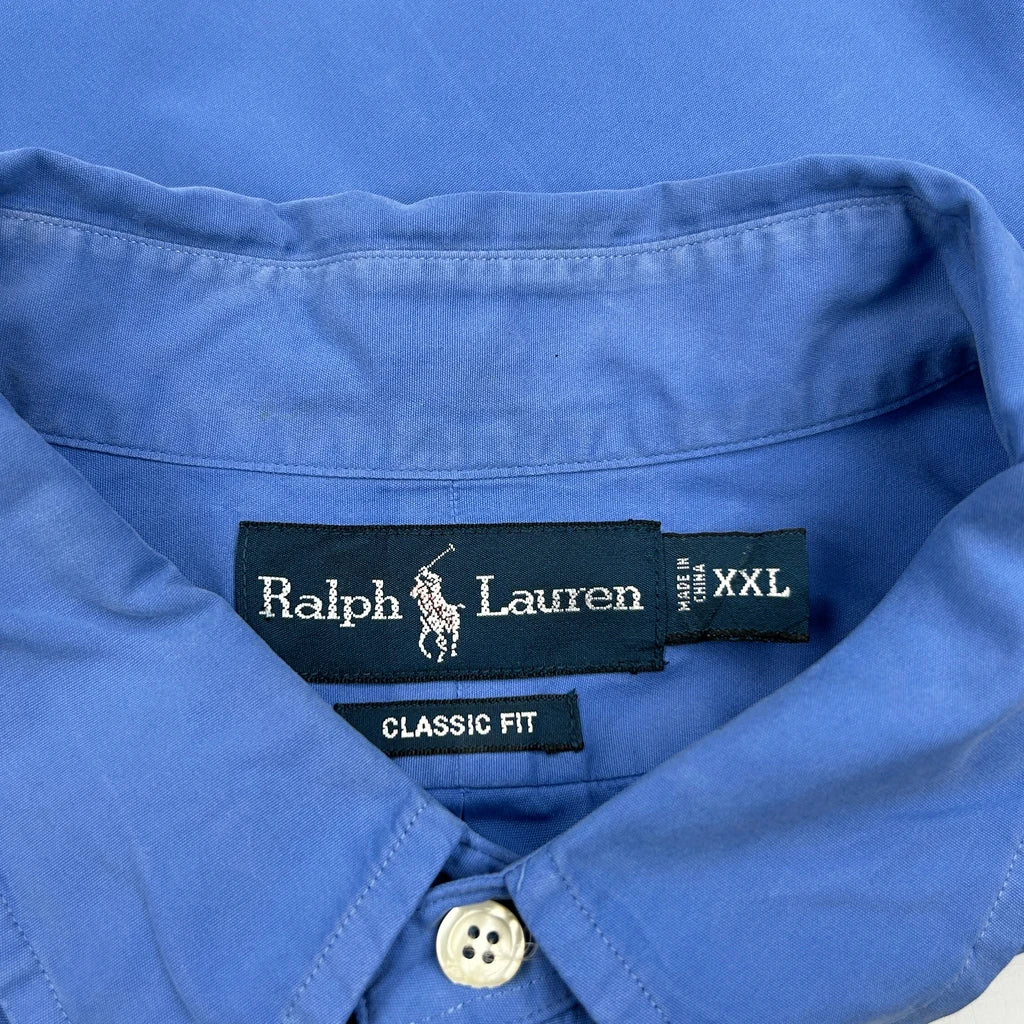 Ralph Lauren
MADE IN
CHINA
XXL
CLASSIC FIT